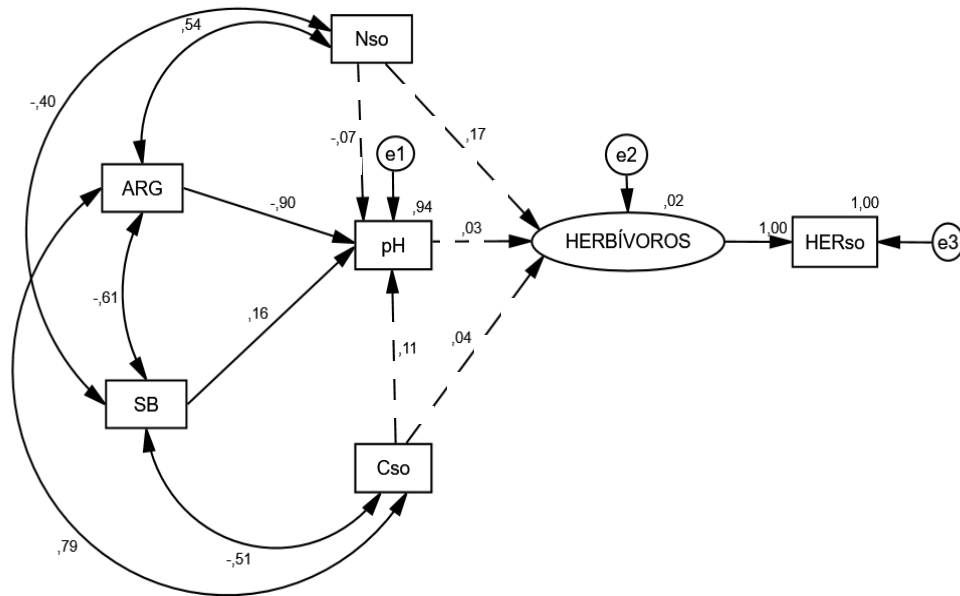 ,54
Nso
-,40
-,07
,17
e1
e2
ARG
-,90
,94
,02
1,00
pH
,03
HERBÍVOROS
1,00
HERso
e3
-,61
,16
,11
,04
SB
Cso
,79
-,51